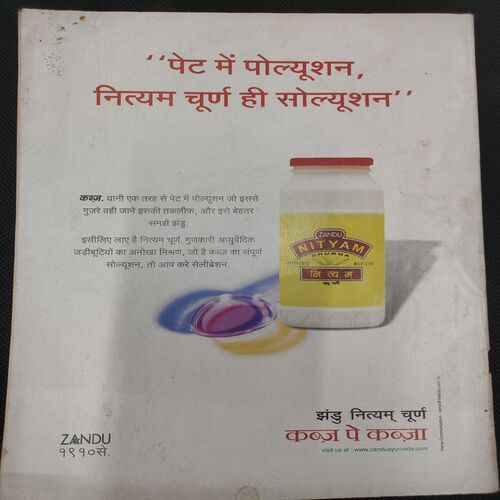 ‘‘पेट में पोल्यूशन,
नित्यम चूर्ण ही सोल्यूशन’’
कब्ज़. यानी एक तरह से पेट में पोल्यूशन जो इससे
गुजरे वही जाने इसकी तकलीफ़, और इसे बेहतर
समझे झंडु.
इसीलिए लाए है नित्यम चूर्ण. गुणकारी आयुर्वेदिक
जड़ीबूटियों का अनोखा मिश्रण, जो है कब्ज का संपूर्ण
सोल्यूशन, तो आप करे सेलीब्रेशन.
ZANDU
NITYAM
CHURNA
AYURVEDIC MEDICINE
नित्यम्
चूर्ण
झंडु नित्यम् चूर्ण
कब्ज़ पे कब्ज़ा
visit us at : www.zanduayurveda.com
ZANDU
१९१०से.